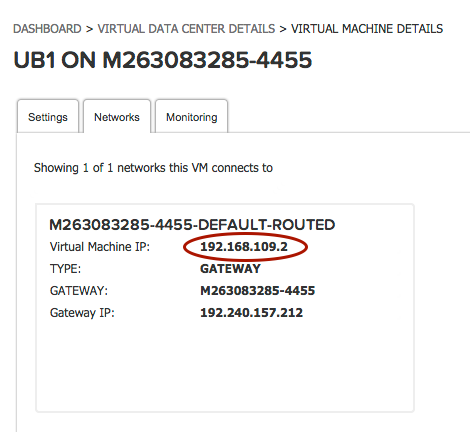 DASHBOARD > VIRTUAL DATA CENTER DETAILS > VIRTUAL MACHINE DETAILS
UB1 ON M263083285-4455
Settings Networks Monitoring
Showing 1 of 1 networks this VM connects to
M263083285-4455-DEFAULT-ROUTED
Virtual Machine IP: 192.168.109.2
TYPE: GATEWAY
GATEWAY: M263083285-4455
Gateway IP: 192.240.157.212